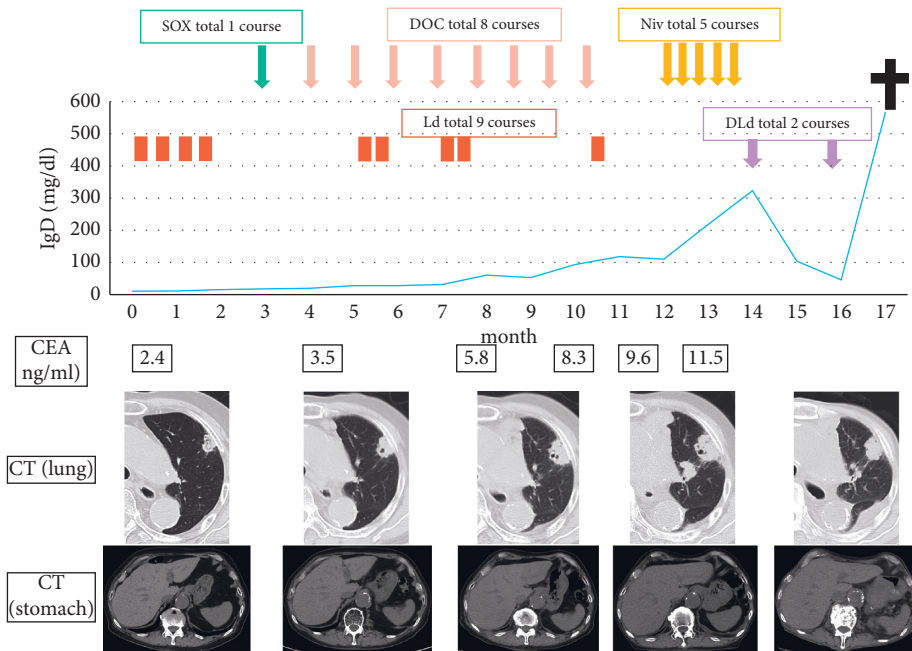 SOX total 1 course
DOC total 8 courses
Niv total 5 courses
Ld total 9 courses
DLd total 2 courses
IgD (mg/dl)
600
500
400
300
200
100
0
0 1 2 3 4 5 6 7 8 9 10 11 12 13 14 15 16 17
month
CEA
ng/ml)
2.4 3.5 5.8 8.3 9.6 11.5
CT (lung)
CT
(stomach)